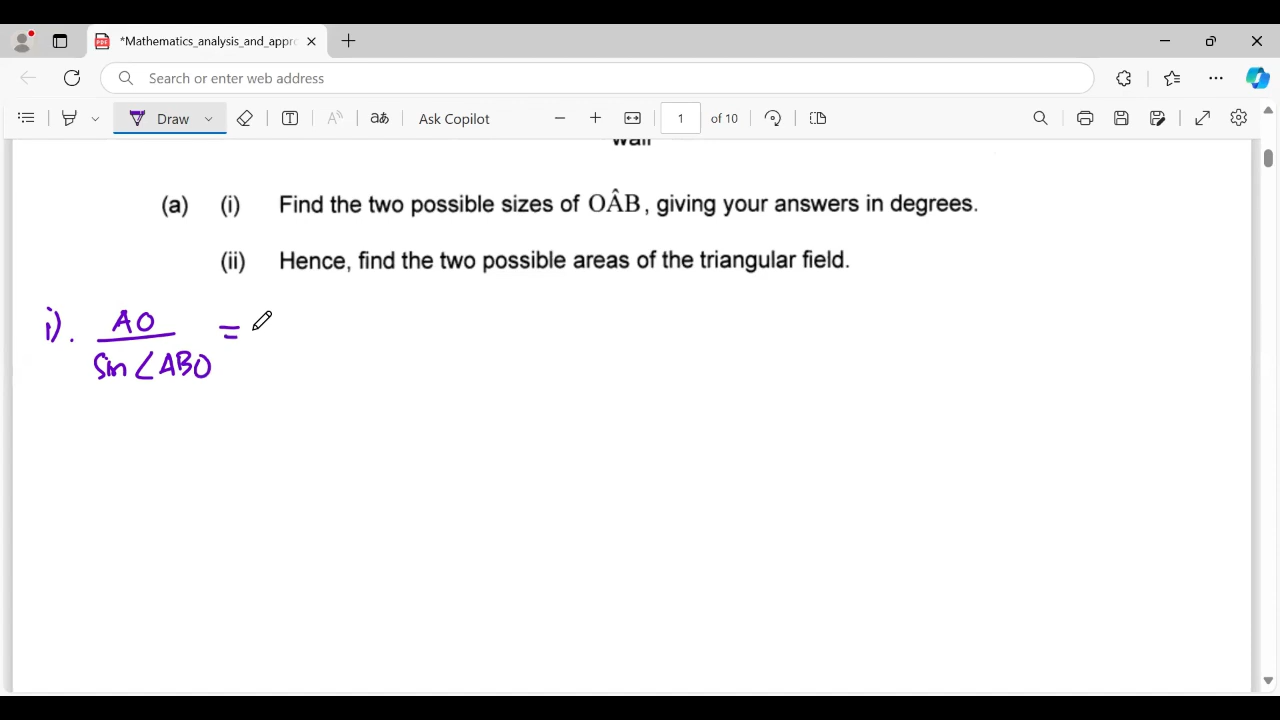 *Mathematics_analysis_and_appro
Search or enter web address
Draw
Ask Copilot
1 of 10
wall
(a) (i) Find the two possible sizes of OÂB, giving your answers in degrees.
(ii) Hence, find the two possible areas of the triangular field.
i). AO
=
Sin ∠ABO